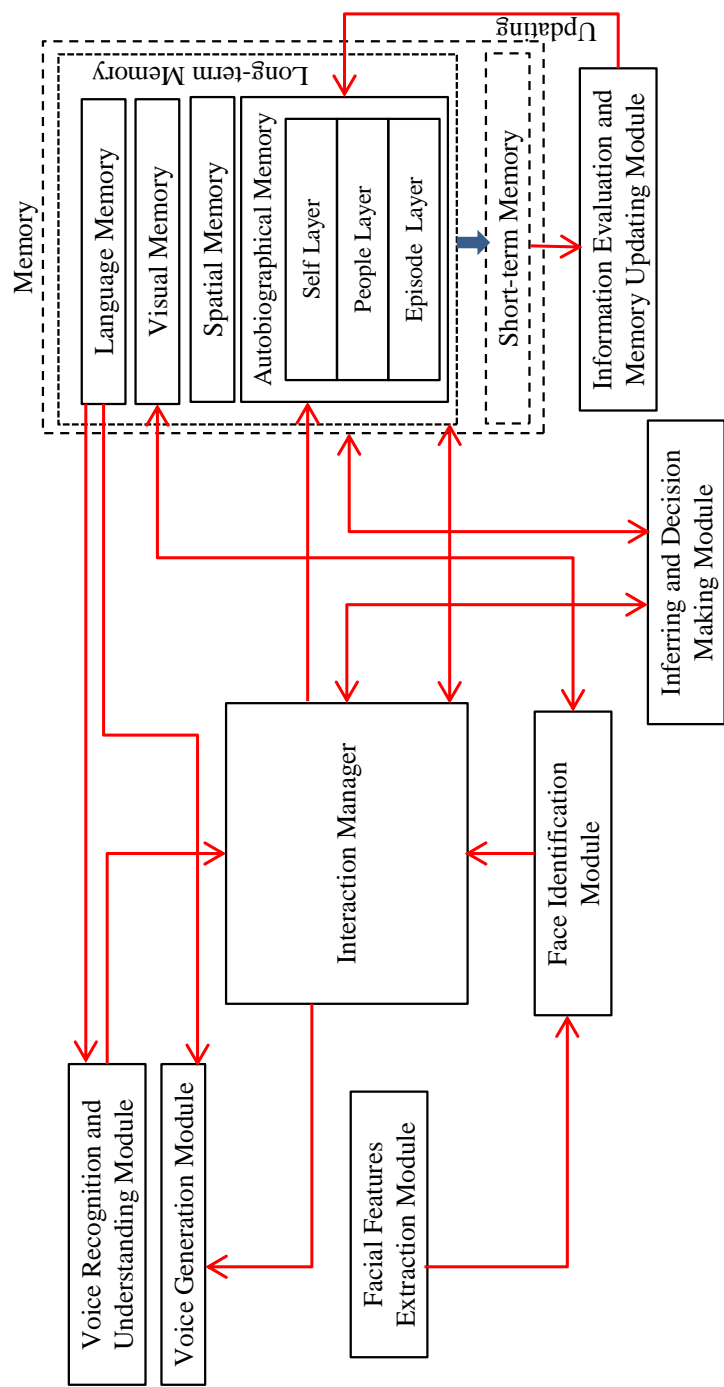 Voice Recognition and
Understanding Module
Voice Generation Module
Facial Features
Extraction Module
Interaction Manager
Face Identification
Module
Inferring and Decision
Making Module
Memory
Long-term Memory
Language Memory
Visual Memory
Spatial Memory
Autobiographical Memory
Self Layer
People Layer
Episode Layer
Short-term Memory
Updating
Information Evaluation and
Memory Updating Module